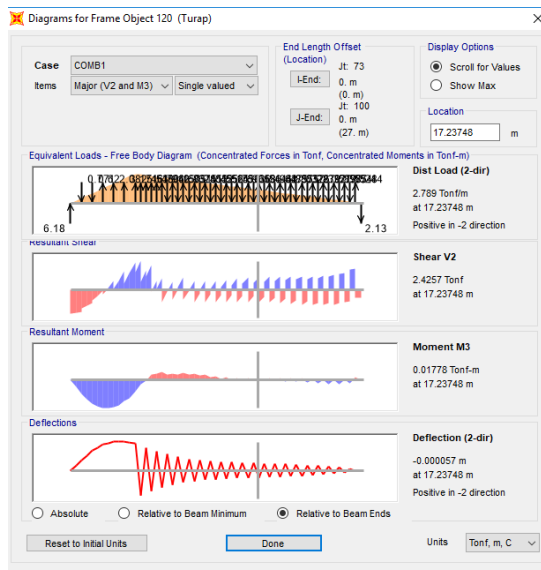 Diagrams for Frame Object 120 (Turap)
Case COMB1
Items Major (V2 and M3) Single valued
End Length Offset
(Location)
I-End: Jt: 73
0. m
(0. m)
J-End: Jt: 100
0. m
(27. m)
Display Options
Scroll for Values
Show Max
Location
17.23748 m
Equivalent Loads - Free Body Diagram (Concentrated Forces in Tonf, Concentrated Moments in Tonf-m)
6.18
2.13
Dist Load (2-dir)
2.789 Tonf/m
at 17.23748 m
Positive in -2 direction
Resultant Shear
Shear V2
2.4257 Tonf
at 17.23748 m
Resultant Moment
Moment M3
0.01778 Tonf-m
at 17.23748 m
Deflections
Deflection (2-dir)
-0.000057 m
at 17.23748 m
Positive in -2 direction
Absolute Relative to Beam Minimum Relative to Beam Ends
Reset to Initial Units Done Units Tonf, m, C